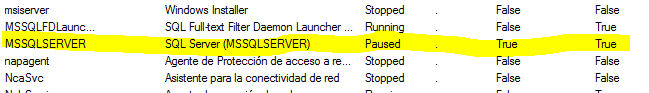 msiserver Windows Installer Stopped . False False
MSSQLFDLaunc... SQL Full-text Filter Daemon Launcher ... Running . False True
MSSQLSERVER SQL Server (MSSQLSERVER) Paused . True True
napagent Agente de Protección de acceso a re... Stopped . False False
NcaSvc Asistente para la conectividad de red Stopped . False False